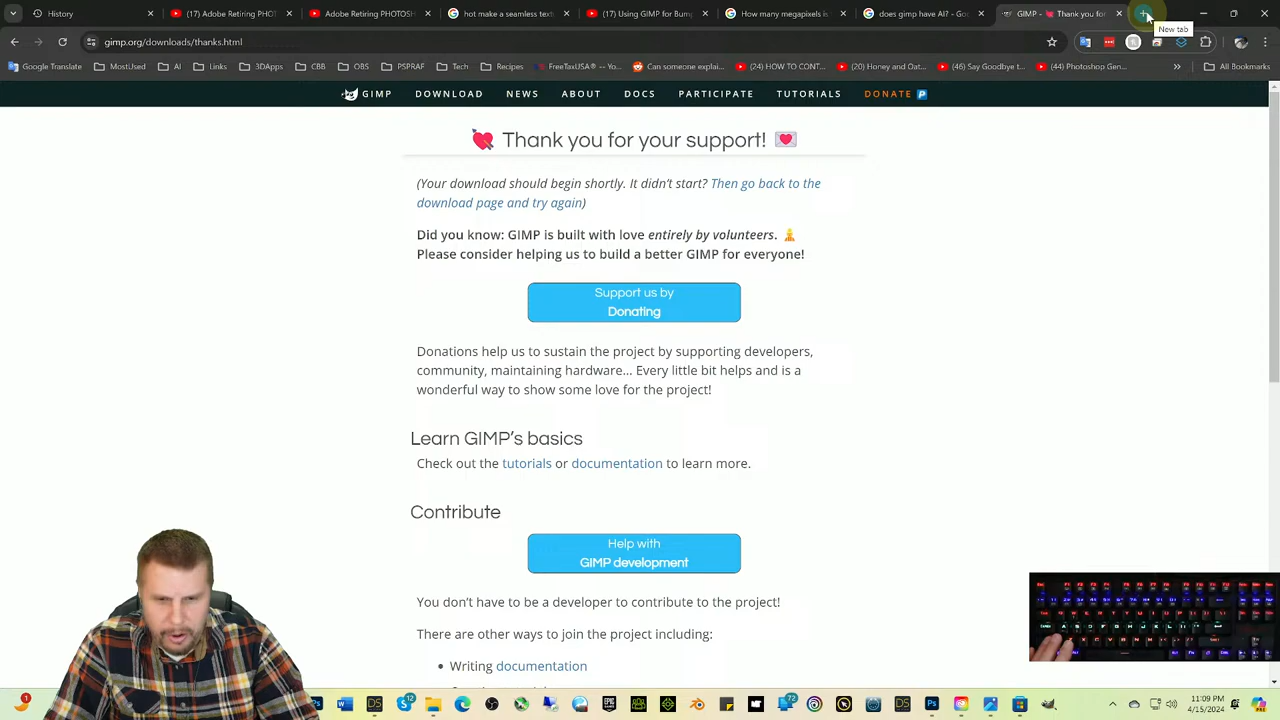 History
(17) Adobe Retiring PHOT
Adobe Retiring PHOTOSH
hot make a seamless text
(17) Using GIMP for Bump
How many megapixels is
does gimp have AI? - Goo
GIMP - 💘 Thank you for
New tab
gimp.org/downloads/thanks.html
Google Translate
MostUsed
AI
Links
3DApps
CBB
OBS
PSPRAF
Tech
Recipes
FreeTaxUSA® -- Yo...
Can someone explai...
(24) HOW TO CONT...
(20) Honey and Oat...
(46) Say Goodbye t...
(44) Photoshop Gen...
All Bookmarks
GIMP DOWNLOAD NEWS ABOUT DOCS PARTICIPATE TUTORIALS DONATE
💘 Thank you for your support! 💌
(Your download should begin shortly. It didn't start? Then go back to the
download page and try again)
Did you know: GIMP is built with love entirely by volunteers.
Please consider helping us to build a better GIMP for everyone!
Support us by
Donating
Donations help us to sustain the project by supporting developers,
community, maintaining hardware... Every little bit helps and is a
wonderful way to show some love for the project!
Learn GIMP's basics
Check out the tutorials or documentation to learn more.
Contribute
Help with
GIMP development
You don't have to be a developer to contribute to the project!
There are other ways to join the project including:
• Writing documentation
1
12
72
11:09 PM
4/15/2024